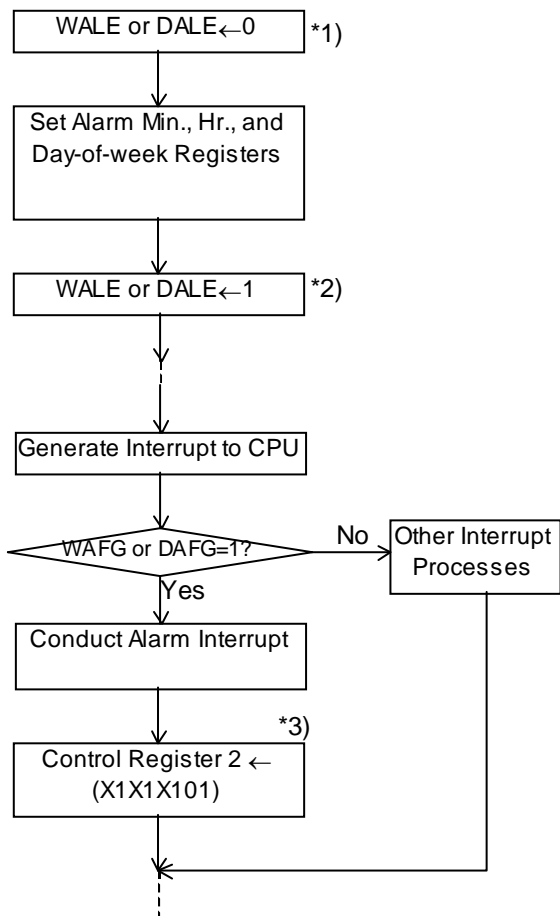 WALE or DALE←0
*1)
Set Alarm Min., Hr., and
Day-of-week Registers
WALE or DALE←1
*2)
Generate Interrupt to CPU
WAFG or DAFG=1?
No
Other Interrupt
Processes
Yes
Conduct Alarm Interrupt
*3)
Control Register 2 ←
(X1X1X101)